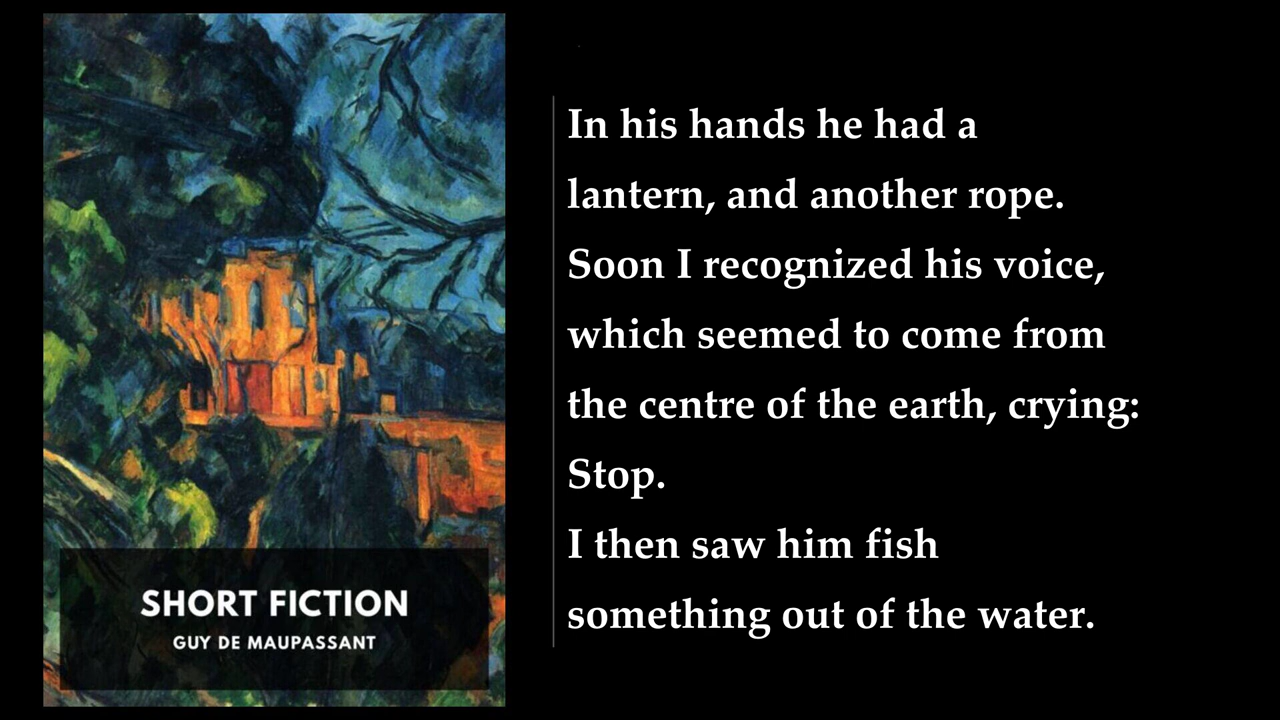 SHORT FICTION
GUY DE MAUPASSANT
In his hands he had a
lantern, and another rope.
Soon I recognized his voice,
which seemed to come from
the centre of the earth, crying:
Stop.
I then saw him fish
something out of the water.